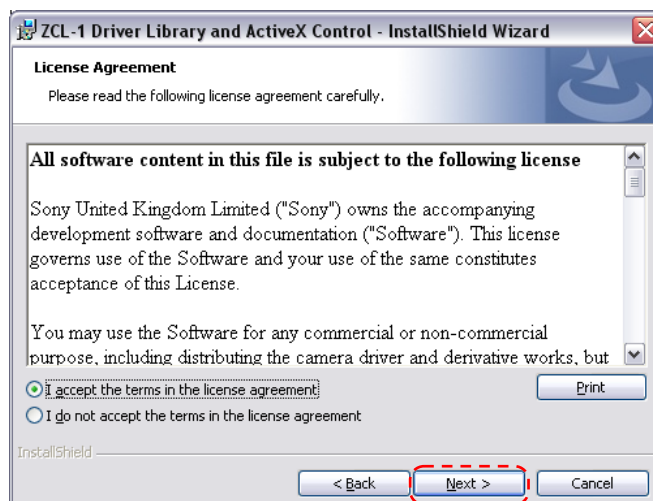 ZCL-1 Driver Library and ActiveX Control - InstallShield Wizard
License Agreement
Please read the following license agreement carefully.
All software content in this file is subject to the following license
Sony United Kingdom Limited ("Sony") owns the accompanying
development software and documentation ("Software"). This license
governs use of the Software and your use of the same constitutes
acceptance of this License.
You may use the Software for any commercial or non-commercial
purpose, including distributing the camera driver and derivative works, but
I accept the terms in the license agreement
Print
I do not accept the terms in the license agreement
InstallShield
< Back
Next >
Cancel